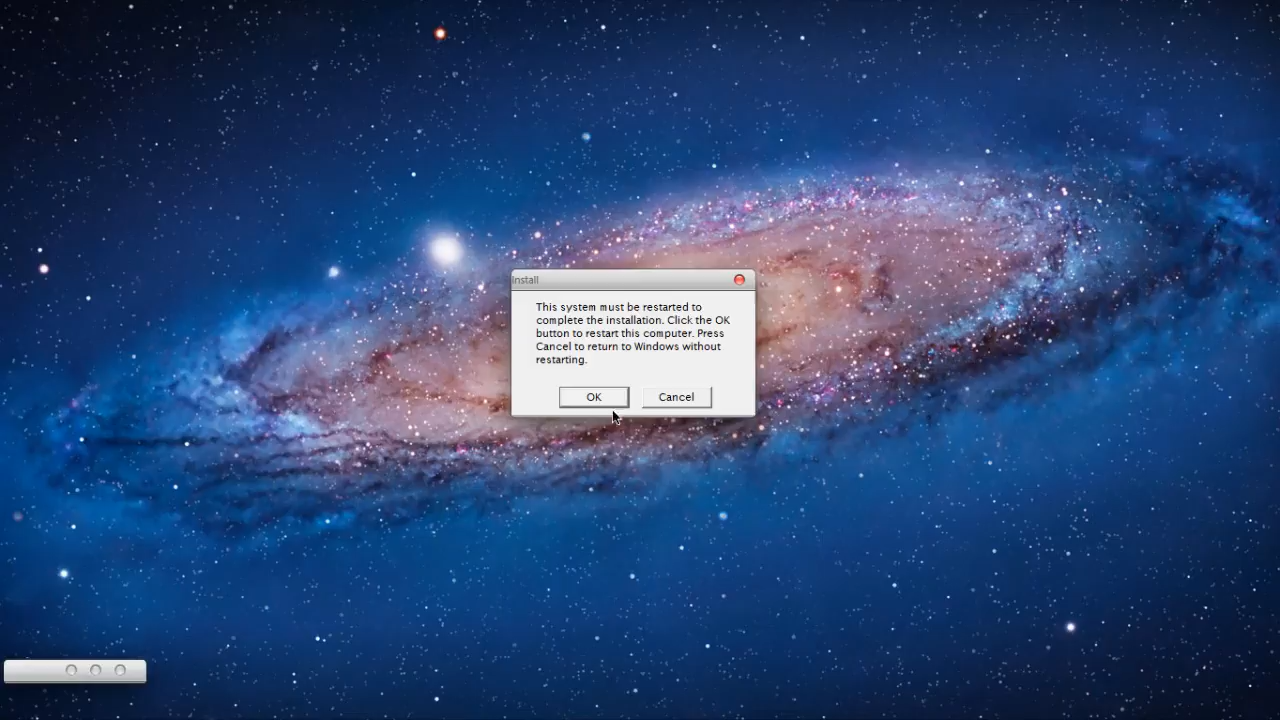 Install
This system must be restarted to
complete the installation. Click the OK
button to restart this computer. Press
Cancel to return to Windows without
restarting.
OK
Cancel